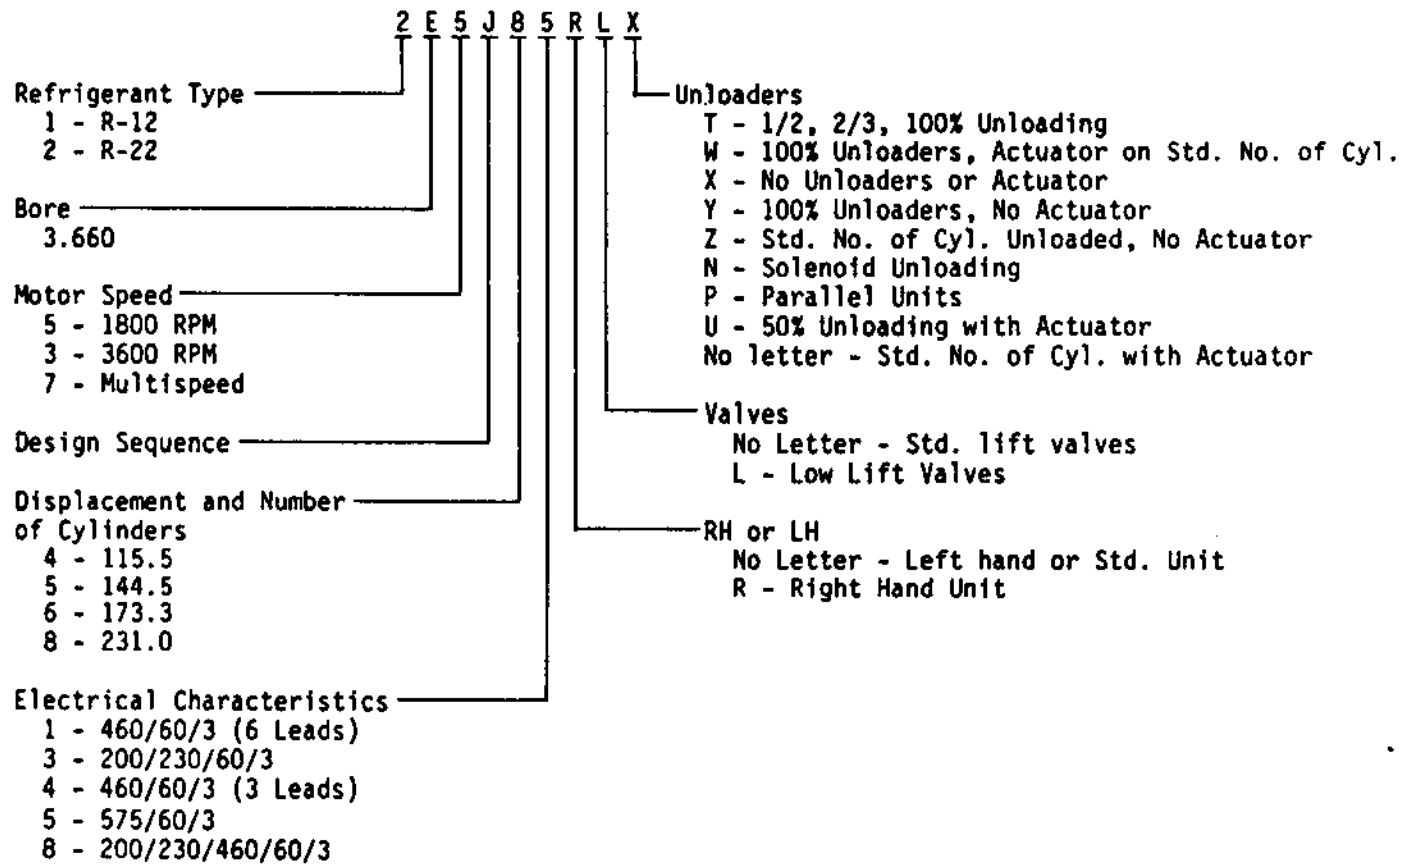 2 E 5 J 8 5 R L X
Refrigerant Type
1 - R-12
2 - R-22
Bore
3.660
Motor Speed
5 - 1800 RPM
3 - 3600 RPM
7 - Multispeed
Design Sequence
Displacement and Number
of Cylinders
4 - 115.5
5 - 144.5
6 - 173.3
8 - 231.0
Electrical Characteristics
1 - 460/60/3 (6 Leads)
3 - 200/230/60/3
4 - 460/60/3 (3 Leads)
5 - 575/60/3
8 - 200/230/460/60/3
Unloaders
T - 1/2, 2/3, 100% Unloading
W - 100% Unloaders, Actuator on Std. No. of Cyl.
X - No Unloaders or Actuator
Y - 100% Unloaders, No Actuator
Z - Std. No. of Cyl. Unloaded, No Actuator
N - Solenoid Unloading
P - Parallel Units
U - 50% Unloading with Actuator
No letter - Std. No. of Cyl. with Actuator
Valves
No Letter - Std. lift valves
L - Low Lift Valves
RH or LH
No Letter - Left hand or Std. Unit
R - Right Hand Unit